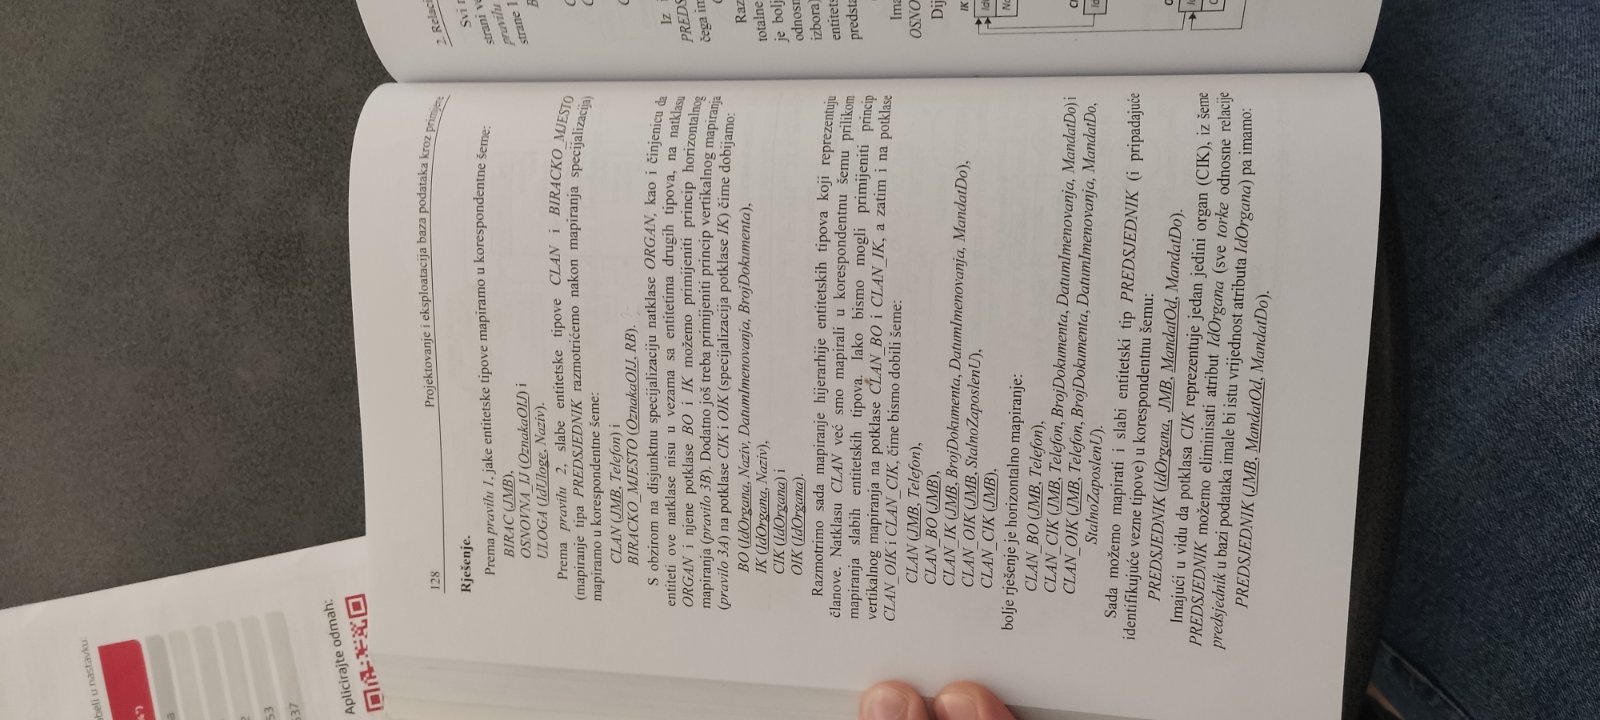 abeli u nastavku:
2
53
537
Aplicirajte odmah:
128 Projektovanje i eksploatacija baza podataka kroz primjere
Rješenje.
Prema pravilu 1, jake entitetske tipove mapiramo u korespondentne šeme:
BIRAC (JMB),
OSNOVNA_IJ (OznakaOIJ) i
ULOGA (IdUloge, Naziv).
Prema pravilu 2, slabe entitetske tipove CLAN i BIRACKO_MJESTO
(mapiranje tipa PREDSJEDNIK razmotrićemo nakon mapiranja specijalizacija)
mapiramo u korespondentne šeme:
CLAN (JMB, Telefon) i
BIRACKO_MJESTO (OznakaOIJ, RB).
S obzirom na disjunktnu specijalizaciju natklase ORGAN, kao i činjenicu da
entiteti ove natklase nisu u vezama sa entitetima drugih tipova, na natklasu
ORGAN i njene potklase BO i IK možemo primijeniti princip horizontalnog
mapiranja (pravilo 3B). Dodatno još treba primijeniti princip vertikalnog mapiranja
(pravilo 3A) na potklase CIK i OIK (specijalizacija potklase IK) čime dobijamo:
BO (IdOrgana, Naziv, DatumImenovanja, BrojDokumenta),
IK (IdOrgana, Naziv),
CIK (IdOrgana) i
OIK (IdOrgana).
Razmotrimo sada mapiranje hijerarhije entitetskih tipova koji reprezentuju
članove. Natklasu CLAN već smo mapirali u korespondentnu šemu prilikom
mapiranja slabih entitetskih tipova. Iako bismo mogli primijeniti princip
vertikalnog mapiranja na potklase CLAN_BO i CLAN_IK, a zatim i na potklase
CLAN_OIK i CLAN_CIK, čime bismo dobili šeme:
CLAN (JMB, Telefon),
CLAN_BO (JMB),
CLAN_IK (JMB, BrojDokumenta, DatumImenovanja, MandatDo),
CLAN_OIK (JMB, StalnoZaposlenU),
CLAN_CIK (JMB),
bolje rješenje je horizontalno mapiranje:
CLAN_BO (JMB, Telefon),
CLAN_CIK (JMB, Telefon, BrojDokumenta, DatumImenovanja, MandatDo) i
CLAN_OIK (JMB, Telefon, BrojDokumenta, DatumImenovanja, MandatDo,
StalnoZaposlenU).
Sada možemo mapirati i slabi entitetski tip PREDSJEDNIK (i pripadajuće
identifikujuće vezne tipove) u korespondentnu šemu:
PREDSJEDNIK (IdOrgana, JMB, MandatOd, MandatDo).
Imajući u vidu da potklasa CIK reprezentuje jedan jedini organ (CIK), iz šeme
PREDSJEDNIK možemo eliminisati atribut IdOrgana (sve torke odnosne relacije
predsjednik u bazi podataka imale bi istu vrijednost atributa IdOrgana) pa imamo:
PREDSJEDNIK (JMB, MandatOd, MandatDo).
2. Relaci
Svi
strani
pravilu
strane 1
Iz
PREDS
čega im
Raz
totalne
je bolj
odnosn
izbora)
entitets
predsta
Ima
OSNO
Dij
IK